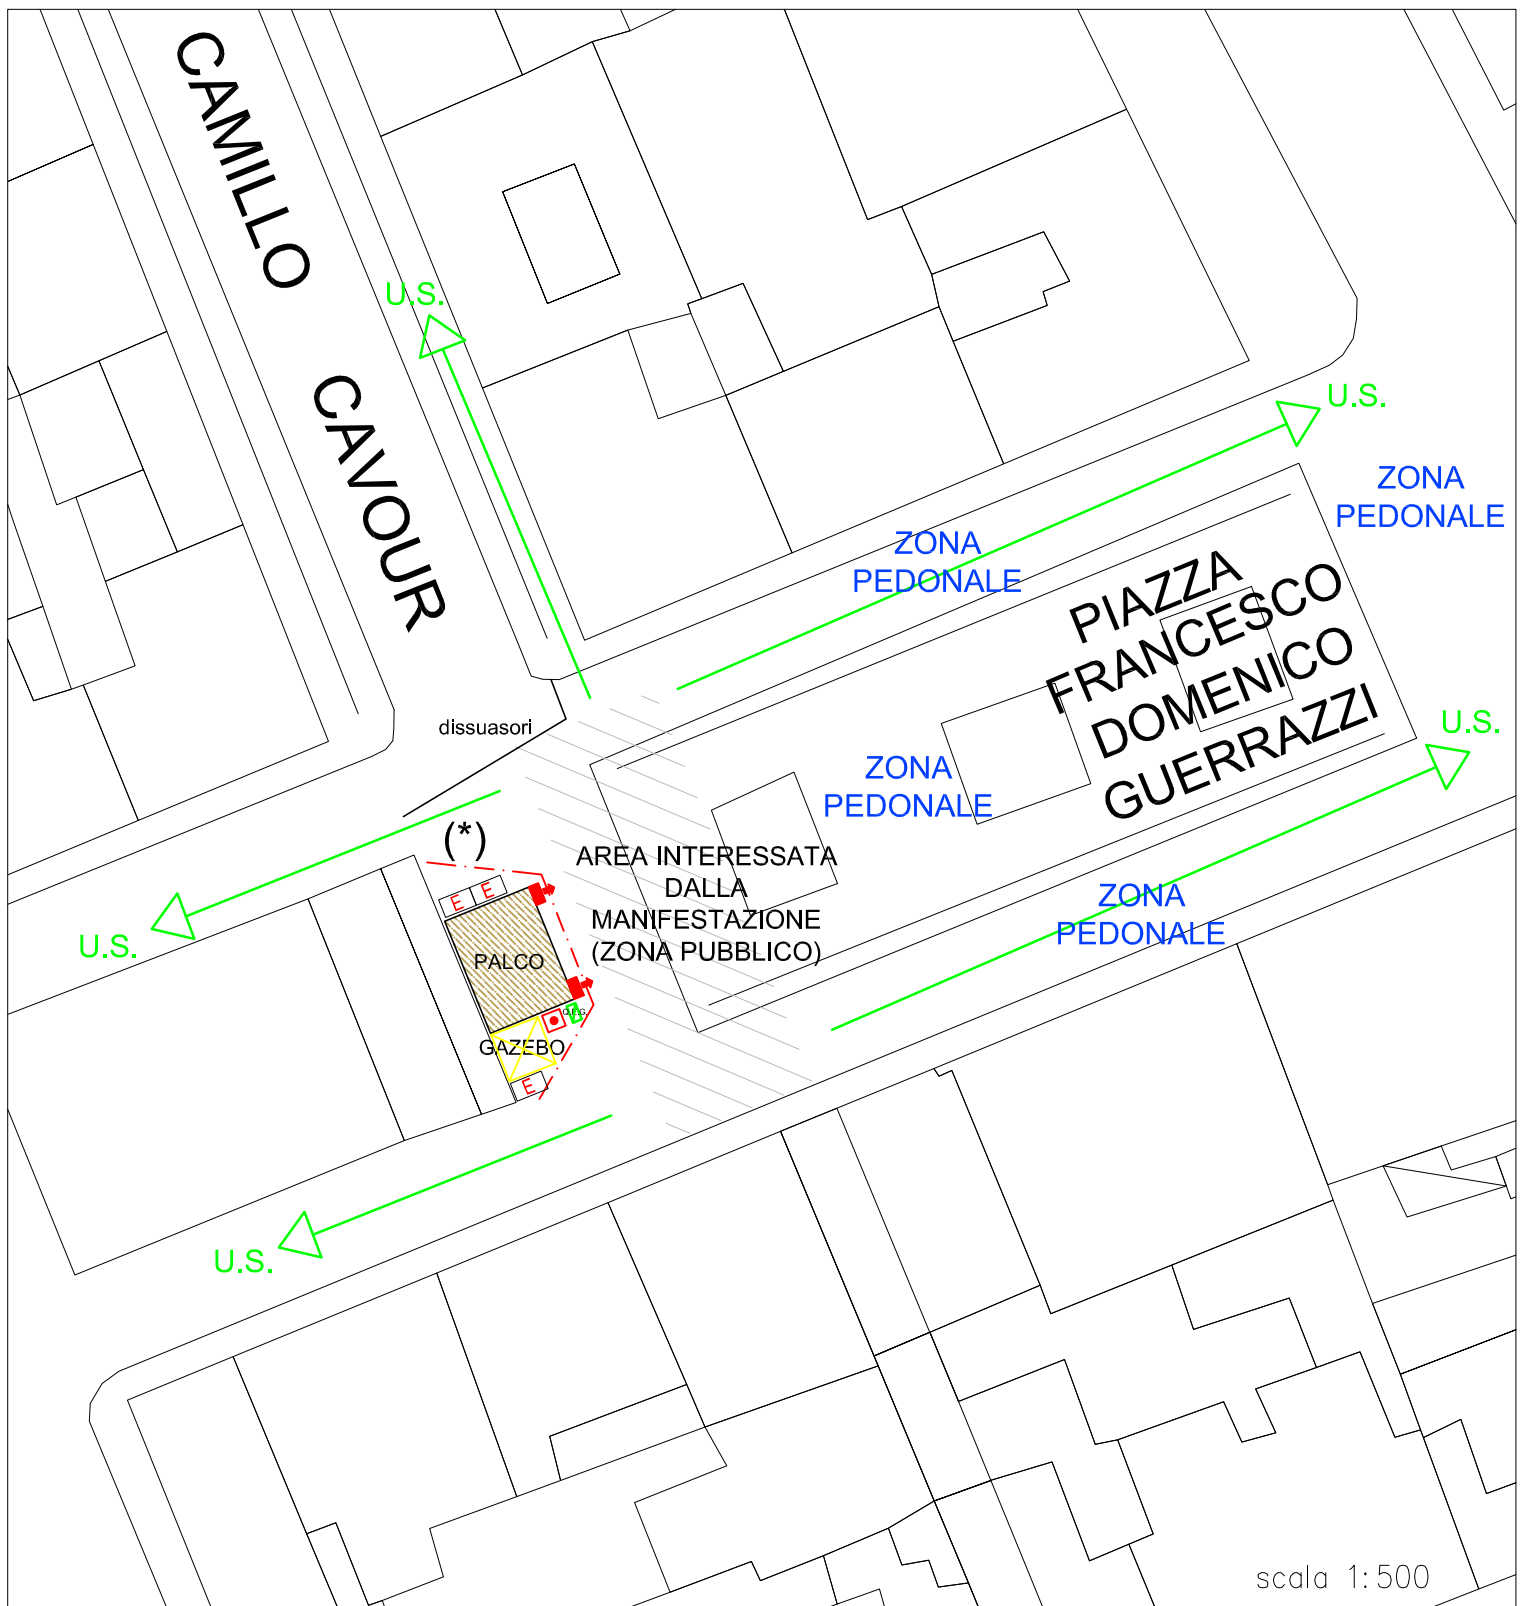 CAMILLO
CAVOUR
U.S.
U.S.
ZONA
PEDONALE
ZONA
PEDONALE
PIAZZA
FRANCESCO
DOMENICO
GUERRAZZI
U.S.
dissuasori
ZONA
PEDONALE
(*)
AREA INTERESSATA
DALLA
MANIFESTAZIONE
(ZONA PUBBLICO)
E
E
ZONA
PEDONALE
U.S.
PALCO
Q.E.G.
GAZEBO
E
U.S.
scala 1:500